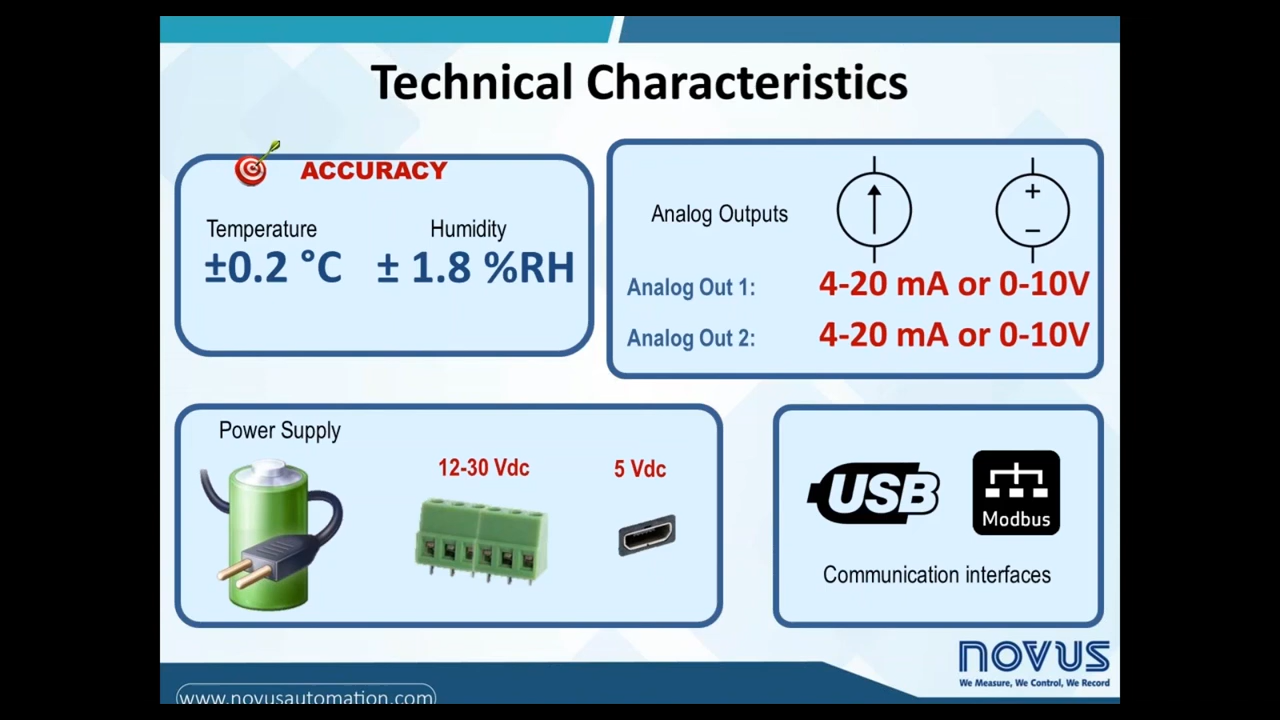 Technical Characteristics
ACCURACY
Temperature
Humidity
±0.2 °C
± 1.8 %RH
Analog Outputs
+
−
Analog Out 1:
4-20 mA or 0-10V
Analog Out 2:
4-20 mA or 0-10V
Power Supply
12-30 Vdc
5 Vdc
USB
Modbus
Communication interfaces
NOVUS
We Measure, We Control, We Record
www.novusautomation.com